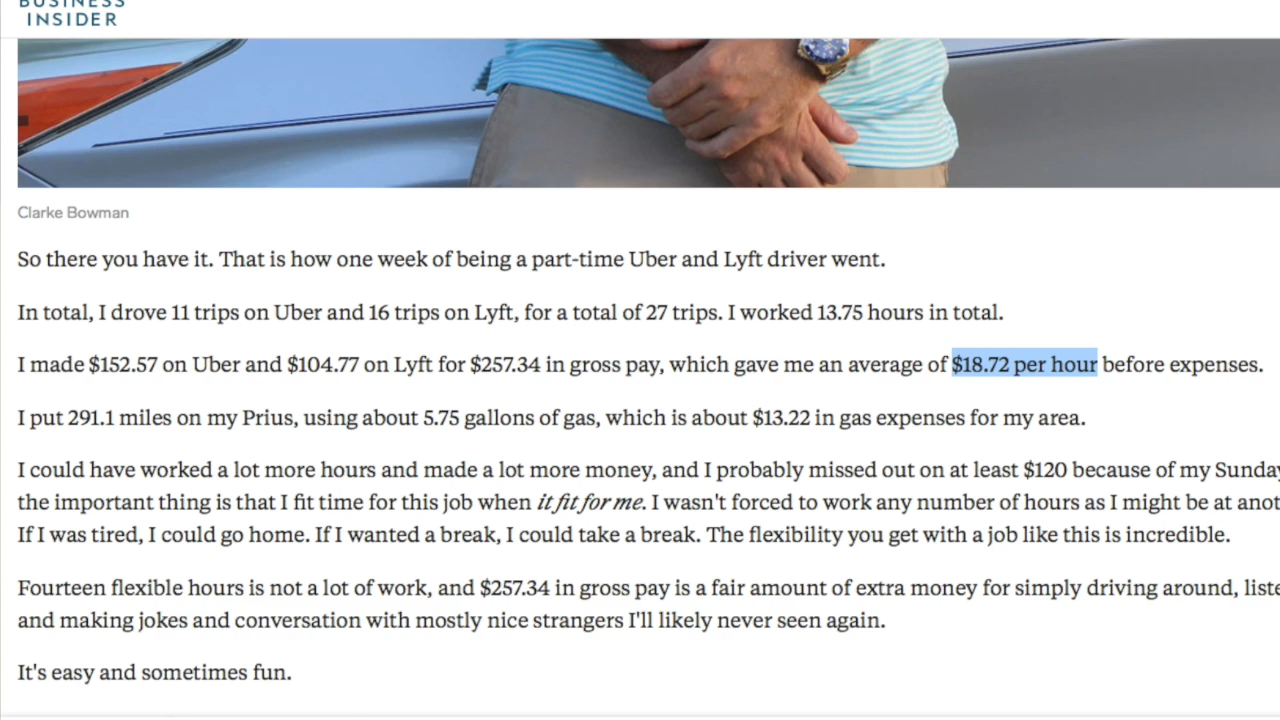 BUSINESS
INSIDER
Clarke Bowman
So there you have it. That is how one week of being a part-time Uber and Lyft driver went.
In total, I drove 11 trips on Uber and 16 trips on Lyft, for a total of 27 trips. I worked 13.75 hours in total.
I made $152.57 on Uber and $104.77 on Lyft for $257.34 in gross pay, which gave me an average of $18.72 per hour before expenses.
I put 291.1 miles on my Prius, using about 5.75 gallons of gas, which is about $13.22 in gas expenses for my area.
I could have worked a lot more hours and made a lot more money, and I probably missed out on at least $120 because of my Sunday
the important thing is that I fit time for this job when it fit for me. I wasn't forced to work any number of hours as I might be at
If I was tired, I could go home. If I wanted a break, I could take a break. The flexibility you get with a job like this is incredible.
Fourteen flexible hours is not a lot of work, and $257.34 in gross pay is a fair amount of extra money for simply driving around,
and making jokes and conversation with mostly nice strangers I'll likely never seen again.
It's easy and sometimes fun.